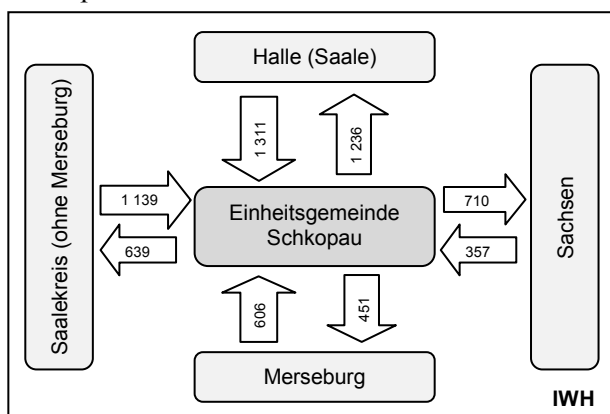 Halle (Saale)
1 311
1 236
Saalekreis (ohne Merseburg)
1 139
639
Einheitsgemeinde
Schkopau
710
357
Sachsen
606
451
Merseburg
IWH